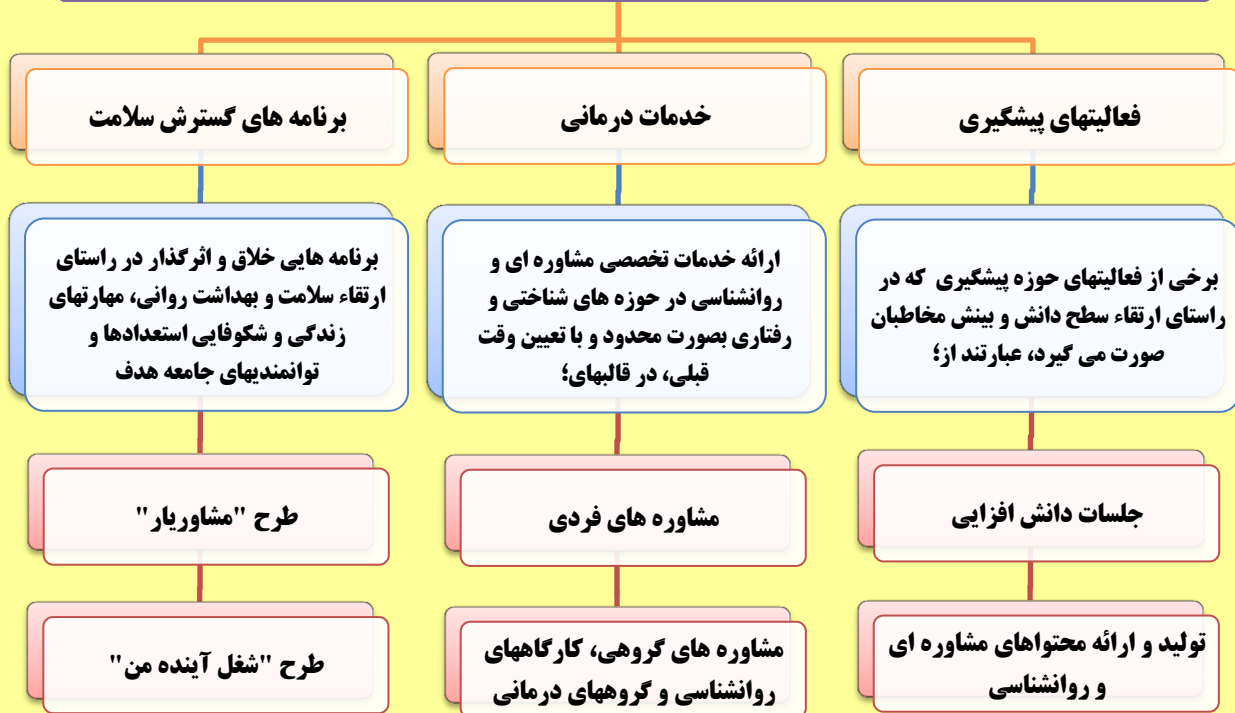 فعالیتهای پیشگیری
خدمات درمانی
برنامه های گسترش سلامت
برخی از فعالیتهای حوزه پیشگیری که در
راستای ارتقاء سطح دانش و بینش مخاطبان
صورت می گیرد، عبارتند از؛
ارائه خدمات تخصصی مشاوره ای و
روانشناسی در حوزه های شناختی و
رفتاری بصورت محدود و با تعیین وقت
قبلی، در قالبهای؛
برنامه هایی خلاق و اثرگذار در راستای
ارتقاء سلامت و بهداشت روانی، مهارتهای
زندگی و شکوفایی استعدادها و
توانمندیهای جامعه هدف
جلسات دانش افزایی
مشاوره های فردی
طرح "مشاوریار"
تولید و ارائه محتواهای مشاوره ای
و روانشناسی
مشاوره های گروهی، کارگاههای
روانشناسی و گروههای درمانی
طرح "شغل آینده من"